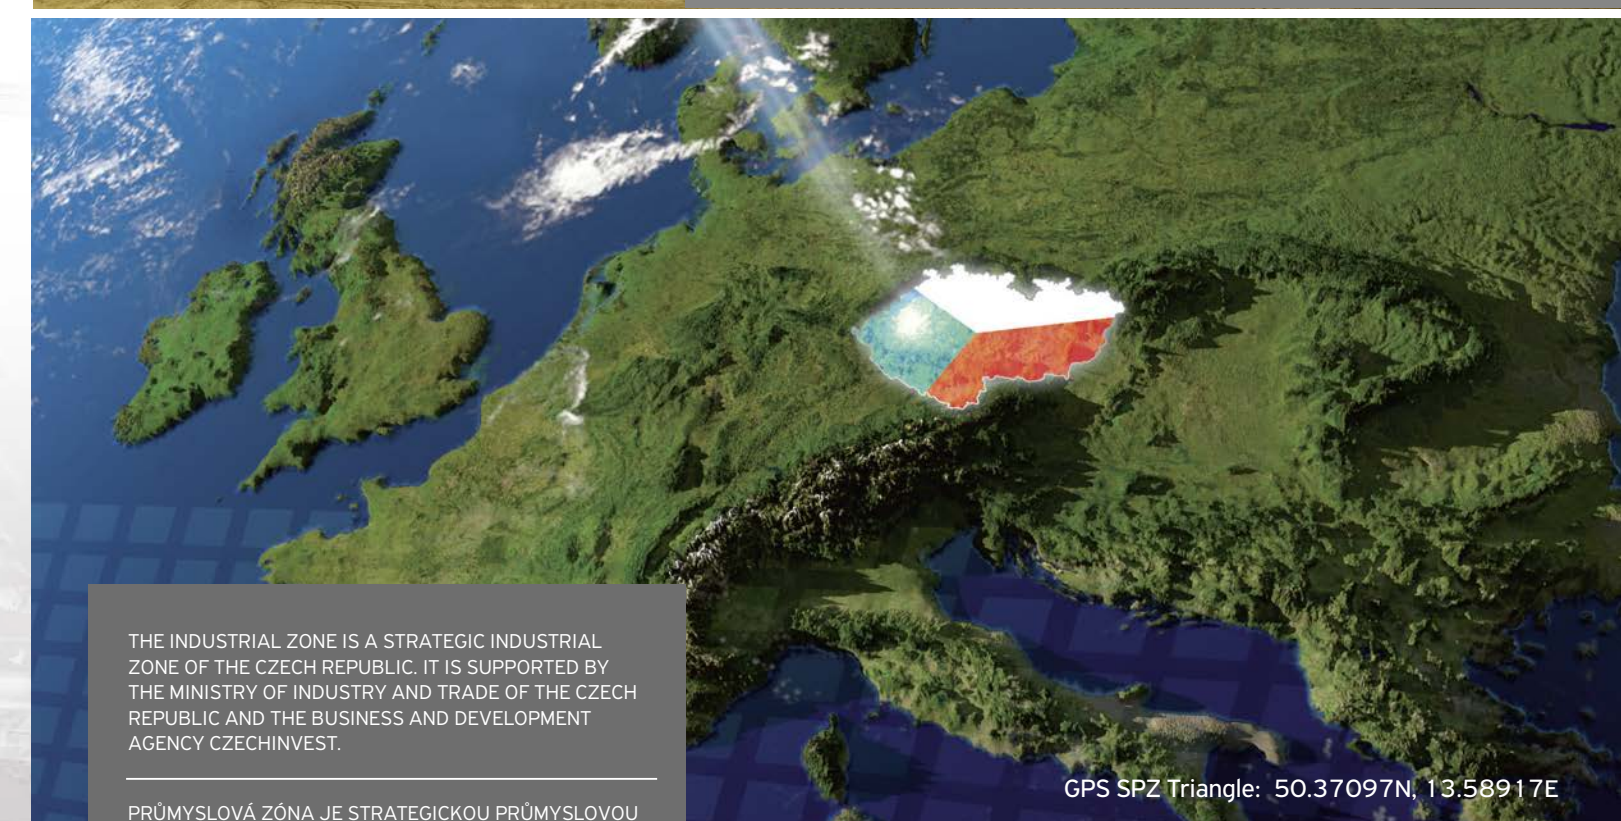 THE INDUSTRIAL ZONE IS A STRATEGIC INDUSTRIAL
ZONE OF THE CZECH REPUBLIC. IT IS SUPPORTED BY
THE MINISTRY OF INDUSTRY AND TRADE OF THE CZECH
REPUBLIC AND THE BUSINESS AND DEVELOPMENT
AGENCY CZECHINVEST.
PRŮMYSLOVÁ ZÓNA JE STRATEGICKOU PRŮMYSLOVOU
GPS SPZ Triangle: 50.37097N, 13.58917E